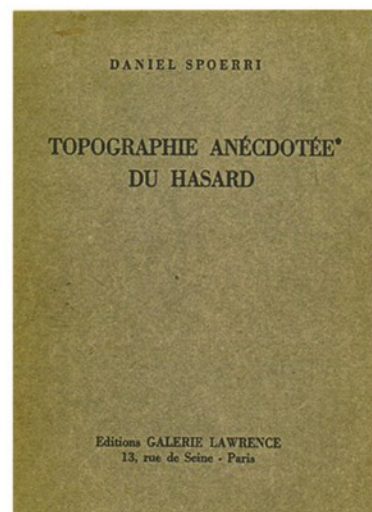 DANIEL SPOERRI
TOPOGRAPHIE ANÉCDOTÉE*
DU HASARD
Editions GALERIE LAWRENCE
13, rue de Seine - Paris